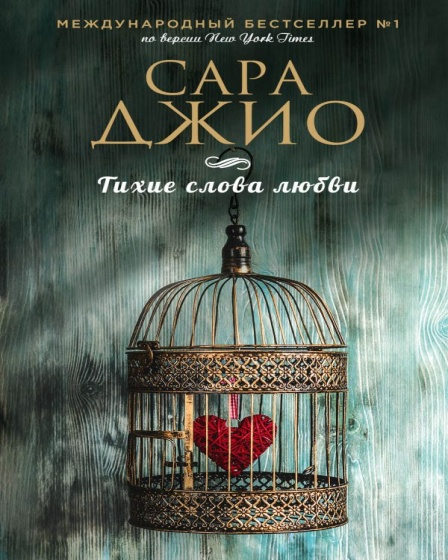 МЕЖДУНАРОДНЫЙ БЕСТСЕЛЛЕР №1
по версии New York Times
САРА
ДЖИО
Тихие слова любви